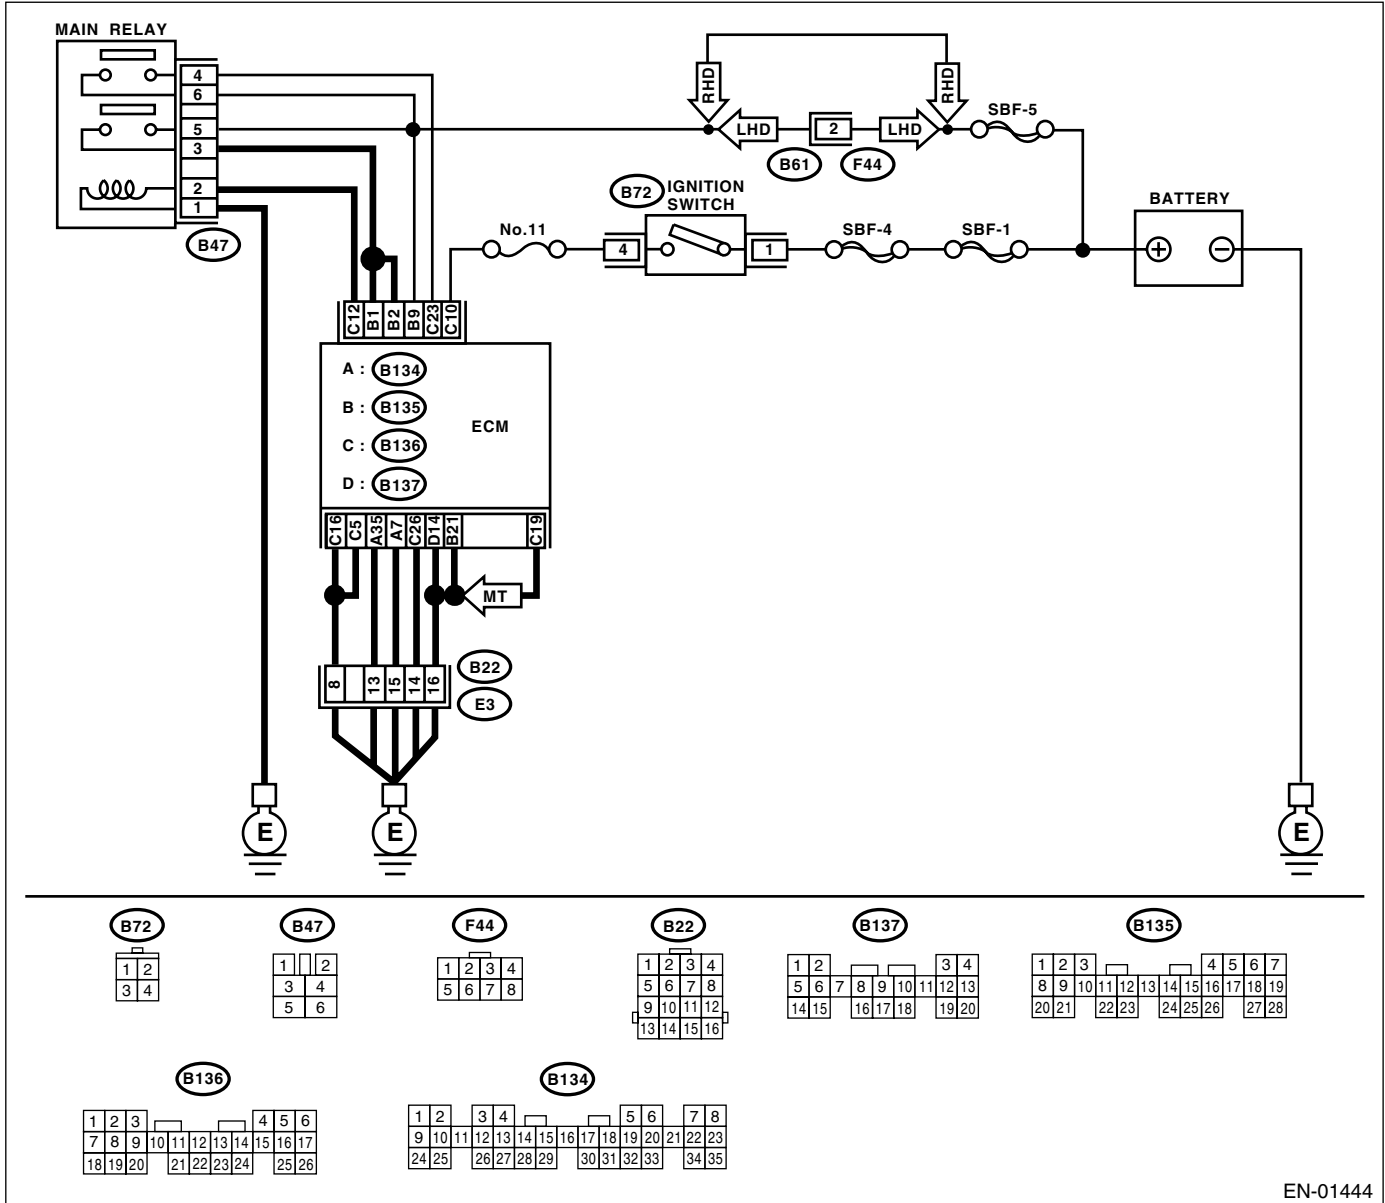 MAIN RELAY
4
6
5
3
2
1
B47
RHD
RHD
LHD
2
LHD
SBF-5
B61
F44
B72
IGNITION
SWITCH
BATTERY
No.11
4
1
SBF-4
SBF-1
+
−
C12
B1
B2
B9
C23
C10
A : B134
B : B135
C : B136
D : B137
ECM
C16
C5
A35
A7
C26
D14
B21
C19
MT
8
13
15
14
16
B22
E3
E
E
E
B72
1 2
3 4
B47
1 2
3 4
5 6
F44
1 2 3 4
5 6 7 8
B22
1 2 3 4
5 6 7 8
9 10 11 12
13 14 15 16
B137
1 2 3 4
5 6 7 8 9 10 11 12 13
14 15 16 17 18 19 20
B135
1 2 3 4 5 6 7
8 9 10 11 12 13 14 15 16 17 18 19
20 21 22 23 24 25 26 27 28
B136
1 2 3 4 5 6
7 8 9 10 11 12 13 14 15 16 17
18 19 20 21 22 23 24 25 26
B134
1 2 3 4 5 6 7 8
9 10 11 12 13 14 15 16 17 18 19 20 21 22 23
24 25 26 27 28 29 30 31 32 33 34 35
EN-01444